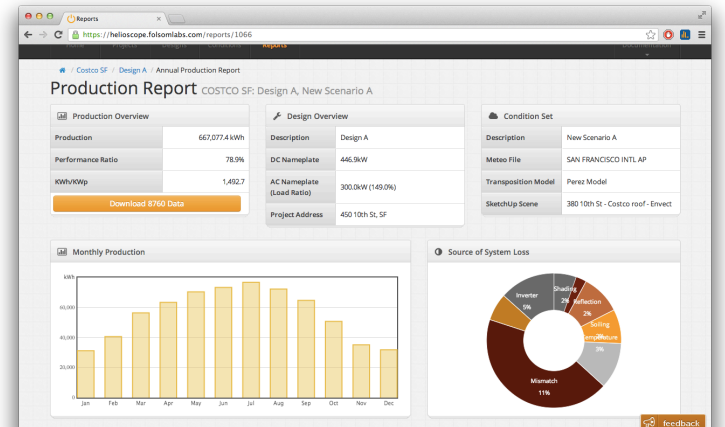 Reports
https://helioscope.folsomlabs.com/reports/1066
Home Projects Designs Conditions Reports Documentation
/ Costco SF / Design A / Annual Production Report
Production Report COSTCO SF: Design A, New Scenario A
Production Overview
Production 667,077.4 kWh
Performance Ratio 78.9%
KWh/KWp 1,492.7
Download 8760 Data
Design Overview
Description Design A
DC Nameplate 446.9kW
AC Nameplate
(Load Ratio) 300.0kW (149.0%)
Project Address 450 10th St, SF
Condition Set
Description New Scenario A
Meteo File SAN FRANCISCO INTL AP
Transposition Model Perez Model
SketchUp Scene 380 10th St - Costco roof - Envect
Monthly Production
kWh
60,000
40,000
20,000
0
Jan Feb Mar Apr May Jun Jul Aug Sep Oct Nov Dec
Source of System Loss
Shading
2%
Reflection
2%
Soiling
Temperature
3%
Mismatch
11%
Inverter
5%
feedback